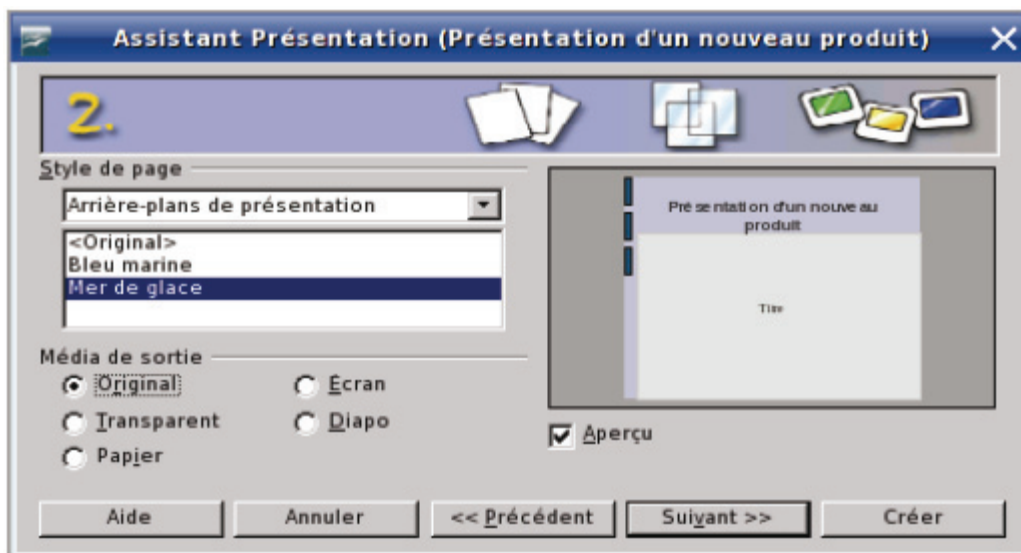 Assistant Présentation (Présentation d'un nouveau produit)
2.
Style de page
Arrière-plans de présentation
<Original>
Bleu marine
Mer de glace
Présentation d'un nouveau
produit
Titre
Média de sortie
Original
Écran
Transparent
Diapo
Papier
Aperçu
Aide
Annuler
<< Précédent
Suivant >>
Créer